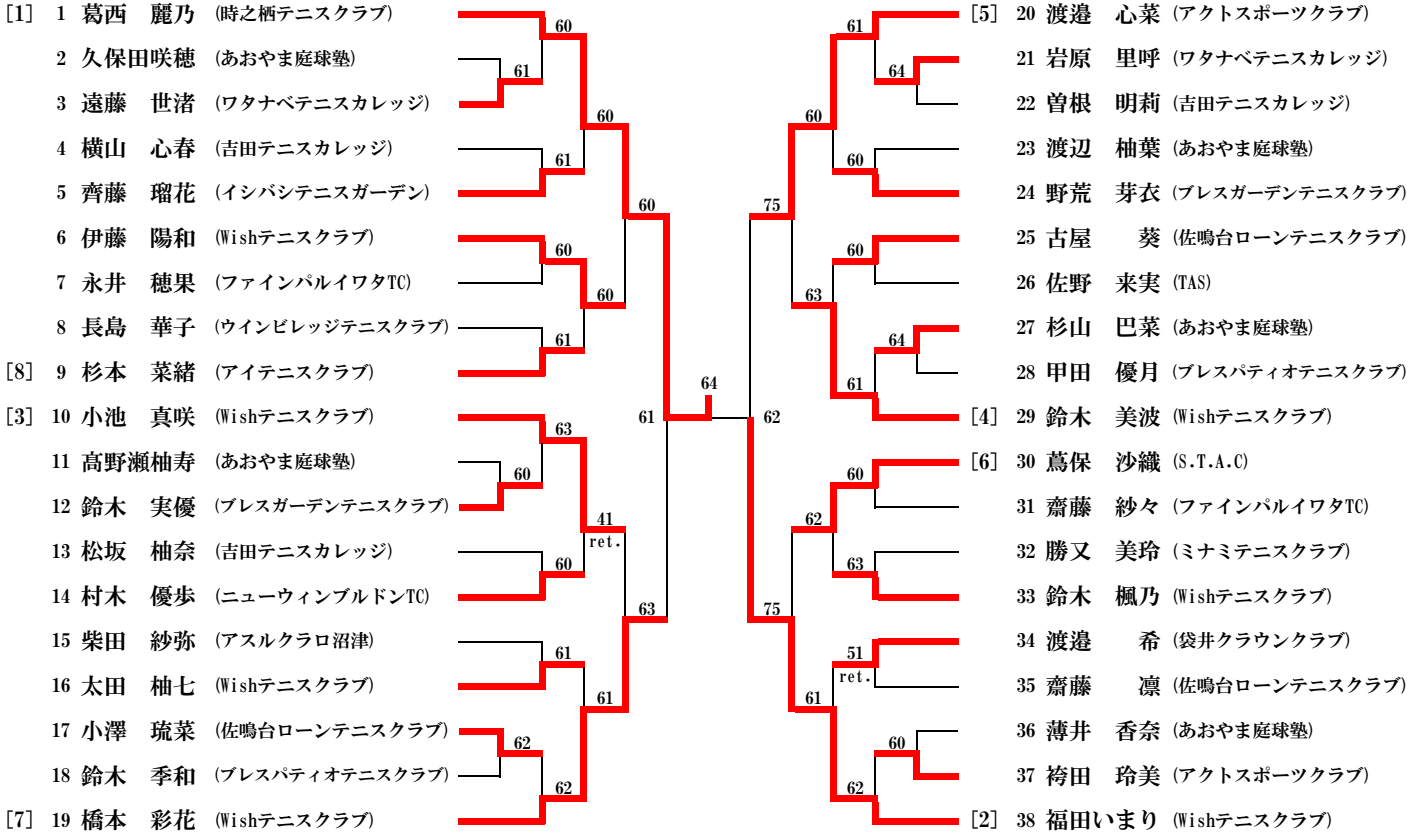 [1] 1 葛西 麗乃 (時之栖テニスクラブ)
2 久保田咲穂 (あおやま庭球塾)
3 遠藤 世渚 (ワタナベテニスカレッジ)
4 横山 心春 (吉田テニスカレッジ)
5 齊藤 瑠花 (イシバシテニスガーデン)
6 伊藤 陽和 (Wishテニスクラブ)
7 永井 穂果 (ファインパルイワタTC)
8 長島 華子 (ウインビレッジテニスクラブ)
[8] 9 杉本 菜緒 (アイテニスクラブ)
[3] 10 小池 真咲 (Wishテニスクラブ)
11 高野瀬柚寿 (あおやま庭球塾)
12 鈴木 実優 (ブレスガーデンテニスクラブ)
13 松坂 柚奈 (吉田テニスカレッジ)
14 村木 優歩 (ニューウィンブルドンTC)
15 柴田 紗弥 (アスルクラロ沼津)
16 太田 柚七 (Wishテニスクラブ)
17 小澤 琉菜 (佐鳴台ローンテニスクラブ)
18 鈴木 季和 (ブレスパティオテニスクラブ)
[7] 19 橋本 彩花 (Wishテニスクラブ)
60
61
60
61
60
60
60
61
61
63
60
41
ret.
60
63
61
61
62
62
64
62
61
64
60
60
75
60
63
64
61
60
62
63
75
51
ret.
61
60
62
[5] 20 渡邉 心菜 (アクトスポーツクラブ)
21 岩原 里呼 (ワタナベテニスカレッジ)
22 曽根 明莉 (吉田テニスカレッジ)
23 渡辺 柚葉 (あおやま庭球塾)
24 野荒 芽衣 (ブレスガーデンテニスクラブ)
25 古屋 葵 (佐鳴台ローンテニスクラブ)
26 佐野 来実 (TAS)
27 杉山 巴菜 (あおやま庭球塾)
28 甲田 優月 (ブレスパティオテニスクラブ)
[4] 29 鈴木 美波 (Wishテニスクラブ)
[6] 30 蔦保 沙織 (S.T.A.C)
31 齋藤 紗々 (ファインパルイワタTC)
32 勝又 美玲 (ミナミテニスクラブ)
33 鈴木 楓乃 (Wishテニスクラブ)
34 渡邉 希 (袋井クラウンクラブ)
35 齋藤 凛 (佐鳴台ローンテニスクラブ)
36 薄井 香奈 (あおやま庭球塾)
37 袴田 玲美 (アクトスポーツクラブ)
[2] 38 福田いまり (Wishテニスクラブ)